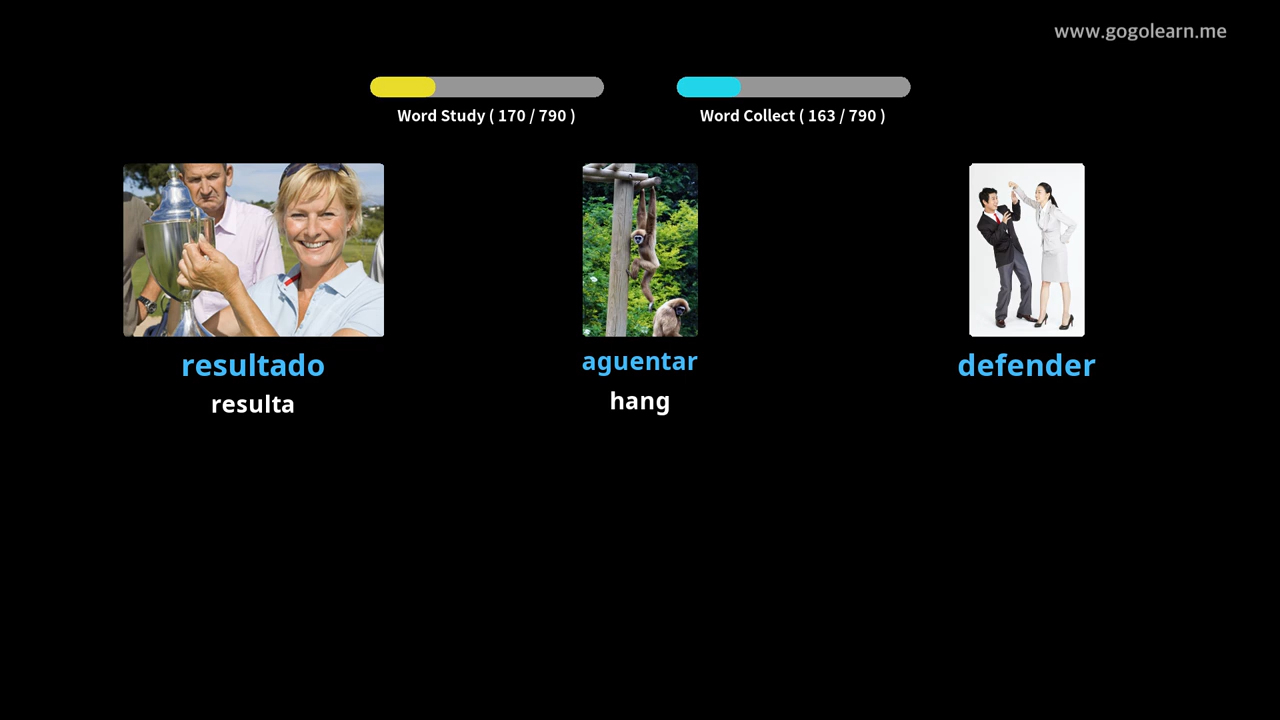 www.gogolearn.me
Word Study ( 170 / 790 )
Word Collect ( 163 / 790 )
resultado
resulta
aguentar
hang
defender